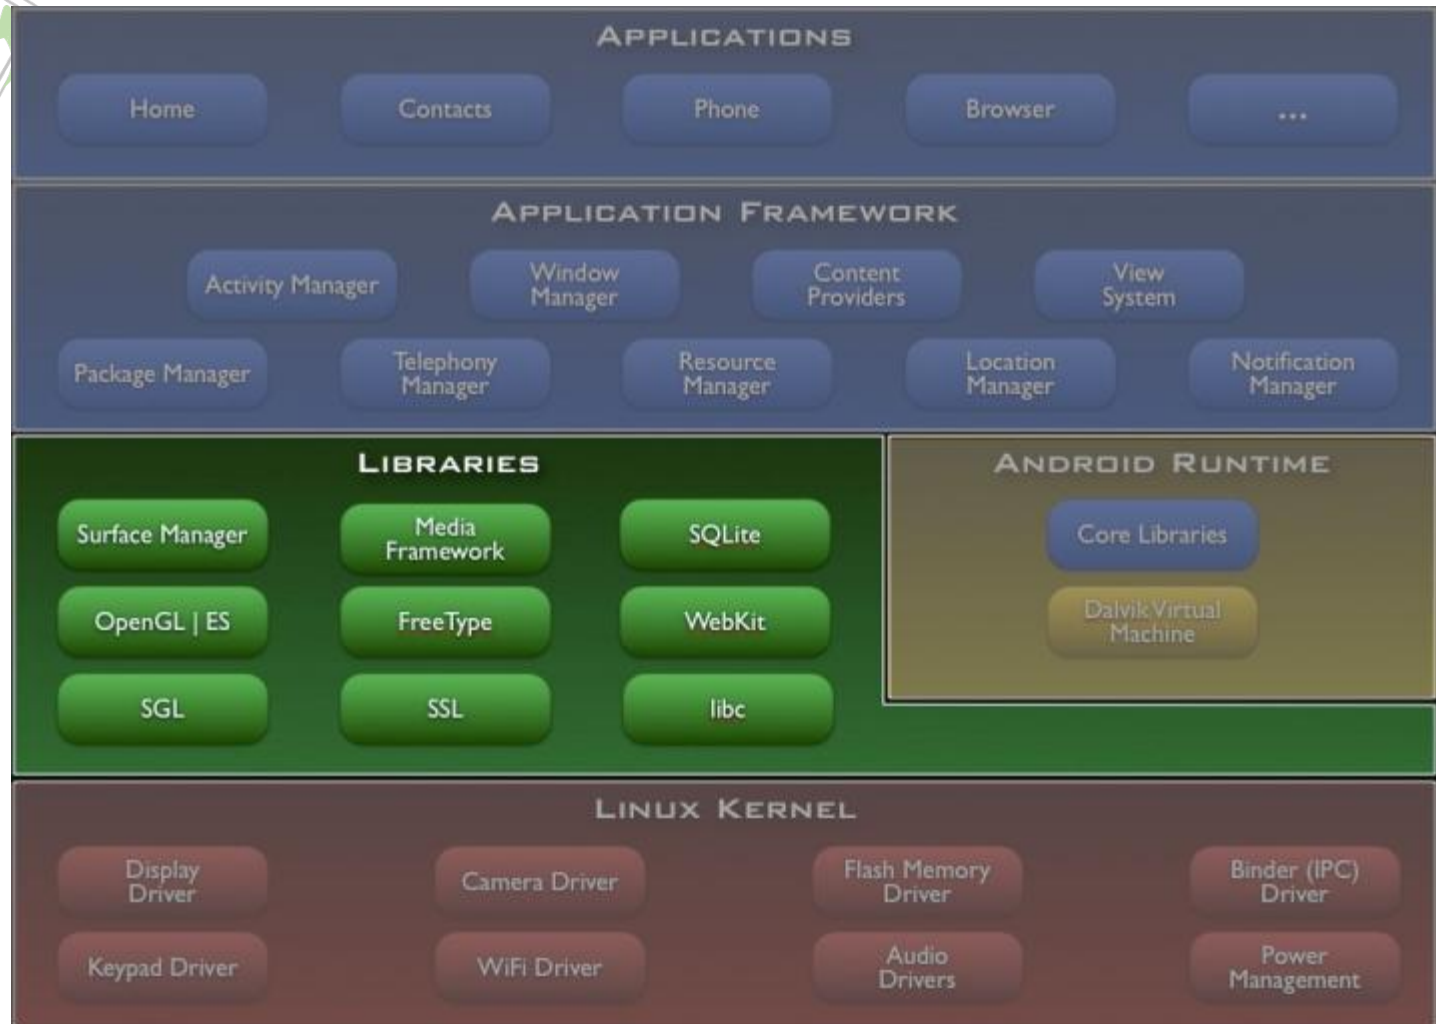 APPLICATIONS
Home
Contacts
Phone
Browser
...
APPLICATION FRAMEWORK
Activity Manager
Window
Manager
Content
Providers
View
System
Package Manager
Telephony
Manager
Resource
Manager
Location
Manager
Notification
Manager
LIBRARIES
Surface Manager
Media
Framework
SQLite
OpenGL | ES
FreeType
WebKit
SGL
SSL
libc
ANDROID RUNTIME
Core Libraries
Dalvik Virtual
Machine
LINUX KERNEL
Display
Driver
Camera Driver
Flash Memory
Driver
Binder (IPC)
Driver
Keypad Driver
WiFi Driver
Audio
Drivers
Power
Management